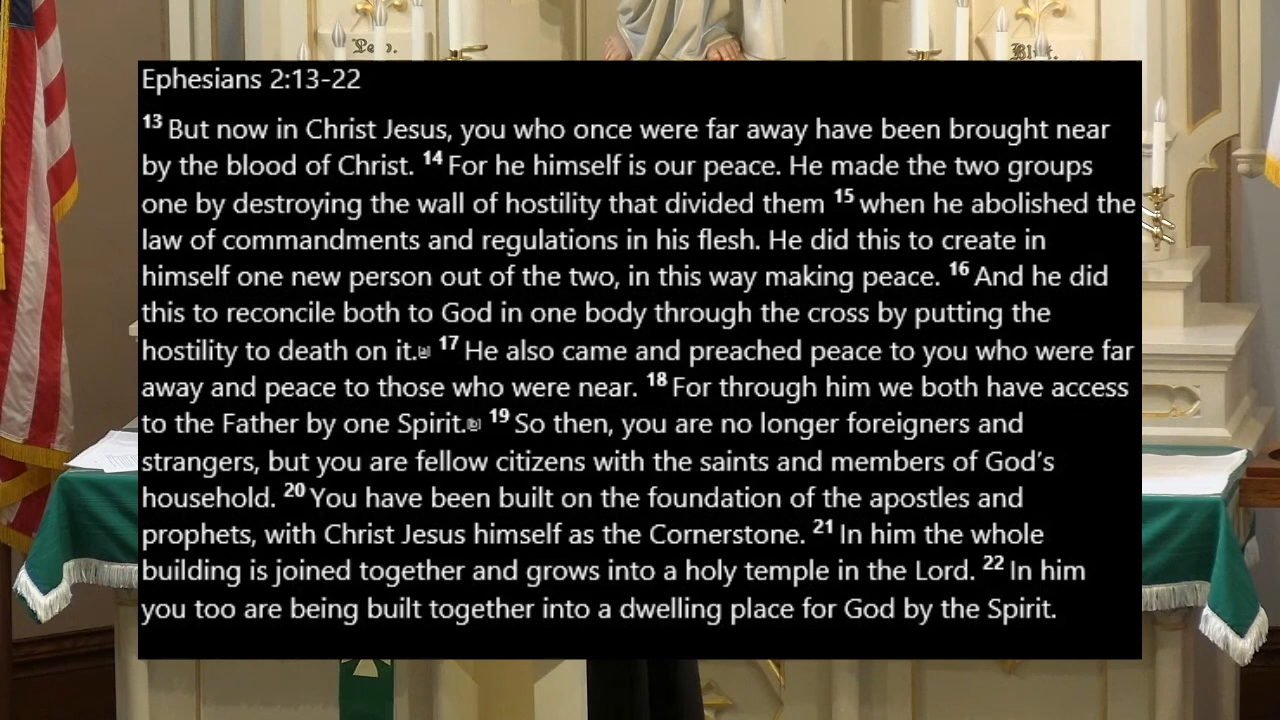 Ephesians 2:13-22
13 But now in Christ Jesus, you who once were far away have been brought near
by the blood of Christ. 14 For he himself is our peace. He made the two groups
one by destroying the wall of hostility that divided them 15 when he abolished the
law of commandments and regulations in his flesh. He did this to create in
himself one new person out of the two, in this way making peace. 16 And he did
this to reconcile both to God in one body through the cross by putting the
hostility to death on it. 17 He also came and preached peace to you who were far
away and peace to those who were near. 18 For through him we both have access
to the Father by one Spirit. 19 So then, you are no longer foreigners and
strangers, but you are fellow citizens with the saints and members of God's
household. 20 You have been built on the foundation of the apostles and
prophets, with Christ Jesus himself as the Cornerstone. 21 In him the whole
building is joined together and grows into a holy temple in the Lord. 22 In him
you too are being built together into a dwelling place for God by the Spirit.